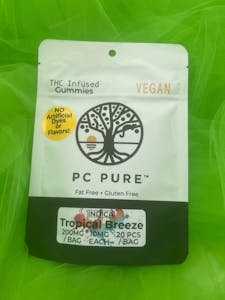 THC Infused
Gummies
VEGAN
NO
Artificial
Dyes
or
Flavors!
PC PURE™
Fat Free • Gluten Free
INDICA
Tropical Breeze
200MG 10MG 20 PCS
/BAG EACH /BAG